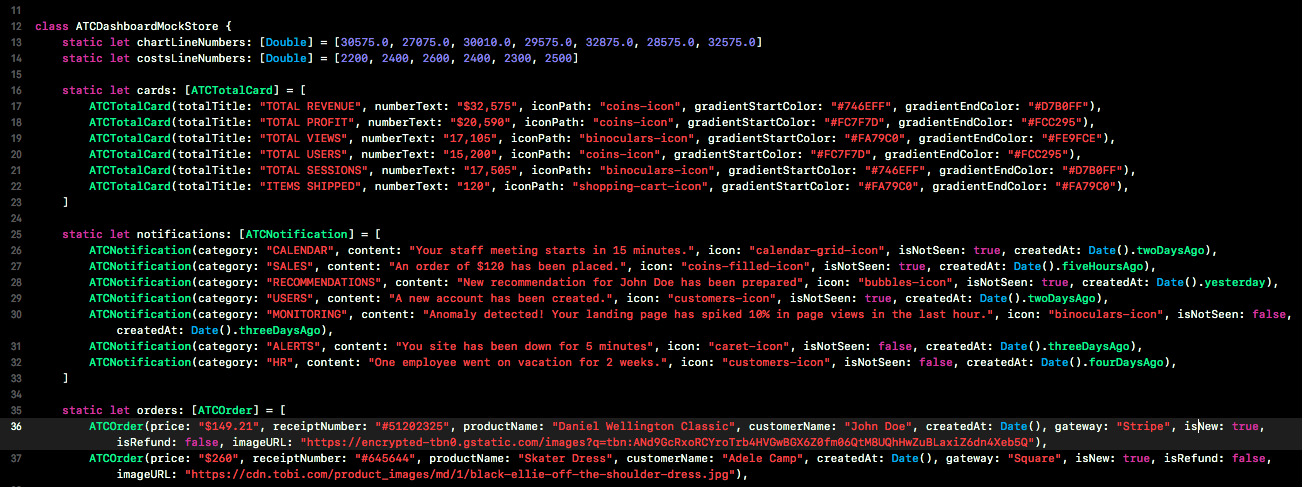 11
12 class ATCDashboardMockStore {
13 static let chartLineNumbers: [Double] = [30575.0, 27075.0, 30010.0, 29575.0, 32875.0, 28575.0, 32575.0]
14 static let costsLineNumbers: [Double] = [2200, 2400, 2600, 2400, 2300, 2500]
15
16 static let cards: [ATCTotalCard] = [
17 ATCTotalCard(totalTitle: "TOTAL REVENUE", numberText: "$32,575", iconPath: "coins-icon", gradientStartColor: "#746EFF", gradientEndColor: "#D7B0FF"),
18 ATCTotalCard(totalTitle: "TOTAL PROFIT", numberText: "$20,590", iconPath: "coins-icon", gradientStartColor: "#FC7F7D", gradientEndColor: "#FCC295"),
19 ATCTotalCard(totalTitle: "TOTAL VIEWS", numberText: "17,105", iconPath: "binoculars-icon", gradientStartColor: "#FA79C0", gradientEndColor: "#FE9FCE"),
20 ATCTotalCard(totalTitle: "TOTAL USERS", numberText: "15,200", iconPath: "coins-icon", gradientStartColor: "#FC7F7D", gradientEndColor: "#FCC295"),
21 ATCTotalCard(totalTitle: "TOTAL SESSIONS", numberText: "17,505", iconPath: "binoculars-icon", gradientStartColor: "#746EFF", gradientEndColor: "#D7B0FF"),
22 ATCTotalCard(totalTitle: "ITEMS SHIPPED", numberText: "120", iconPath: "shopping-cart-icon", gradientStartColor: "#FA79C0", gradientEndColor: "#FA79C0"),
23 ]
24
25 static let notifications: [ATCNotification] = [
26 ATCNotification(category: "CALENDAR", content: "Your staff meeting starts in 15 minutes.", icon: "calendar-grid-icon", isNotSeen: true, createdAt: Date().twoDaysAgo),
27 ATCNotification(category: "SALES", content: "An order of $120 has been placed.", icon: "coins-filled-icon", isNotSeen: true, createdAt: Date().fiveHoursAgo),
28 ATCNotification(category: "RECOMMENDATIONS", content: "New recommendation for John Doe has been prepared", icon: "bubbles-icon", isNotSeen: true, createdAt: Date().yesterday),
29 ATCNotification(category: "USERS", content: "A new account has been created.", icon: "customers-icon", isNotSeen: true, createdAt: Date().twoDaysAgo),
30 ATCNotification(category: "MONITORING", content: "Anomaly detected! Your landing page has spiked 10% in page views in the last hour.", icon: "binoculars-icon", isNotSeen: false,
createdAt: Date().threeDaysAgo),
31 ATCNotification(category: "ALERTS", content: "You site has been down for 5 minutes", icon: "caret-icon", isNotSeen: false, createdAt: Date().threeDaysAgo),
32 ATCNotification(category: "HR", content: "One employee went on vacation for 2 weeks.", icon: "customers-icon", isNotSeen: false, createdAt: Date().fourDaysAgo),
33 ]
34
35 static let orders: [ATCOrder] = [
36 ATCOrder(price: "$149.21", receiptNumber: "#51202325", productName: "Daniel Wellington Classic", customerName: "John Doe", createdAt: Date(), gateway: "Stripe", isNew: true,
isRefund: false, imageURL: "https://encrypted-tbn0.gstatic.com/images?q=tbn:ANd9GcRxoRCYroTrb4HVGwBGX6Z0fm06QtM8UQhHwZuBLaxiZ6dn4Xeb5Q"),
37 ATCOrder(price: "$260", receiptNumber: "#645644", productName: "Skater Dress", customerName: "Adele Camp", createdAt: Date(), gateway: "Square", isNew: true, isRefund: false,
imageURL: "https://cdn.tobi.com/product_images/md/1/black-ellie-off-the-shoulder-dress.jpg"),